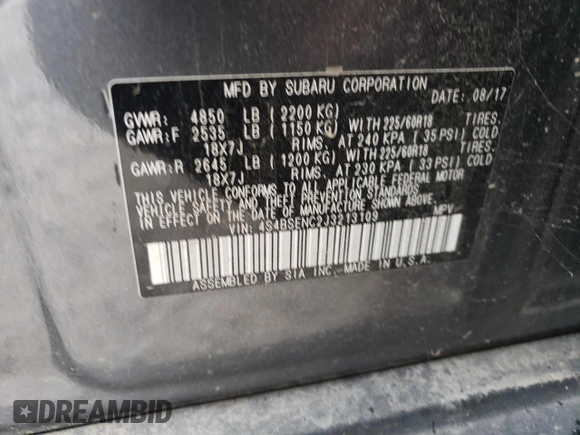 MFD BY SUBARU CORPORATION
DATE: 08/17
GVWR: 4850 LB ( 2200 KG)
GAWR:F 2535 LB ( 1150 KG) WITH 225/60R18 TIRES.
18X7J RIMS. AT 240 KPA ( 35 PSI) COLD
GAWR:R 2645 LB ( 1200 KG) WITH 225/60R18 TIRES.
18X7J RIMS. AT 230 KPA ( 33 PSI) COLD
THIS VEHICLE CONFORMS TO ALL APPLICABLE FEDERAL MOTOR
VEHICLE SAFETY AND THEFT PREVENTION STANDARDS
IN EFFECT ON THE DATE OF MANUFACTURE SHOWN ABOVE.
VIN: 4S4BSENC2J3213109 MPV
ASSEMBLED BY SIA INC. MADE IN U.S.A.
DREAMBID